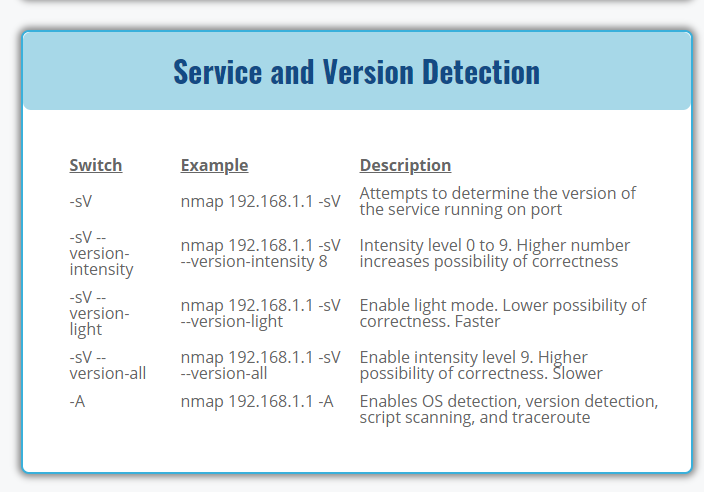 Service and Version Detection
Switch Example Description
-sV nmap 192.168.1.1 -sV Attempts to determine the version of
the service running on port
-sV --
version-
intensity
nmap 192.168.1.1 -sV
--version-intensity 8
Intensity level 0 to 9. Higher number
increases possibility of correctness
-sV --
version-
light
nmap 192.168.1.1 -sV
--version-light
Enable light mode. Lower possibility of
correctness. Faster
-sV --
version-all
nmap 192.168.1.1 -sV
--version-all
Enable intensity level 9. Higher
possibility of correctness. Slower
-A nmap 192.168.1.1 -A Enables OS detection, version detection,
script scanning, and traceroute